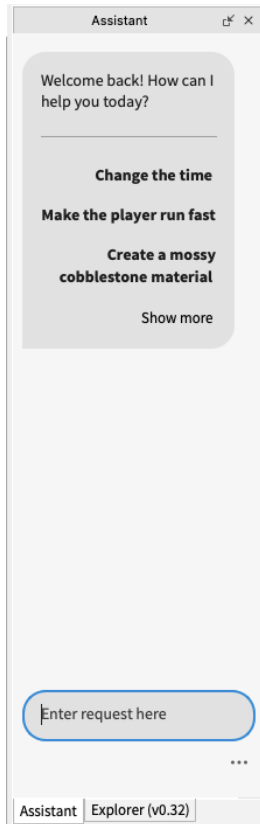 Assistant
Welcome back! How can I
help you today?
Change the time
Make the player run fast
Create a mossy
cobblestone material
Show more
Enter request here
...
Assistant Explorer (v0.32)